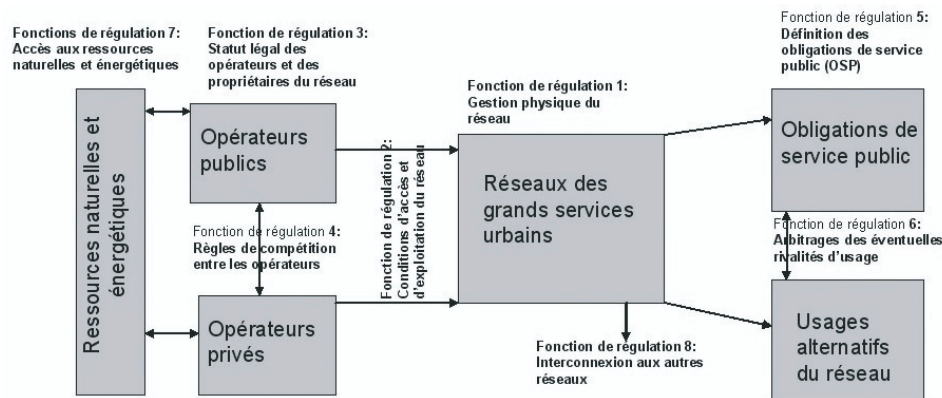 Fonctions de régulation 7:
Accès aux ressources
naturelles et énergétiques
Fonction de régulation 3:
Statut légal des
opérateurs et des
propriétaires du réseau
Fonction de régulation 1:
Gestion physique du
réseau
Fonction de régulation 5:
Définition des
obligations de service
public (OSP)
Ressources naturelles et
énergétiques
Opérateurs
publics
Fonction de régulation 4:
Règles de compétition
entre les opérateurs
Opérateurs
privés
Fonction de régulation 2:
Conditions d'accès et
d'exploitation du réseau
Réseaux des
grands services
urbains
Fonction de régulation 8:
Interconnexion aux autres
réseaux
Obligations de
service public
Fonction de régulation 6:
Arbitrages des éventuelles
rivalités d'usage
Usages
alternatifs
du réseau